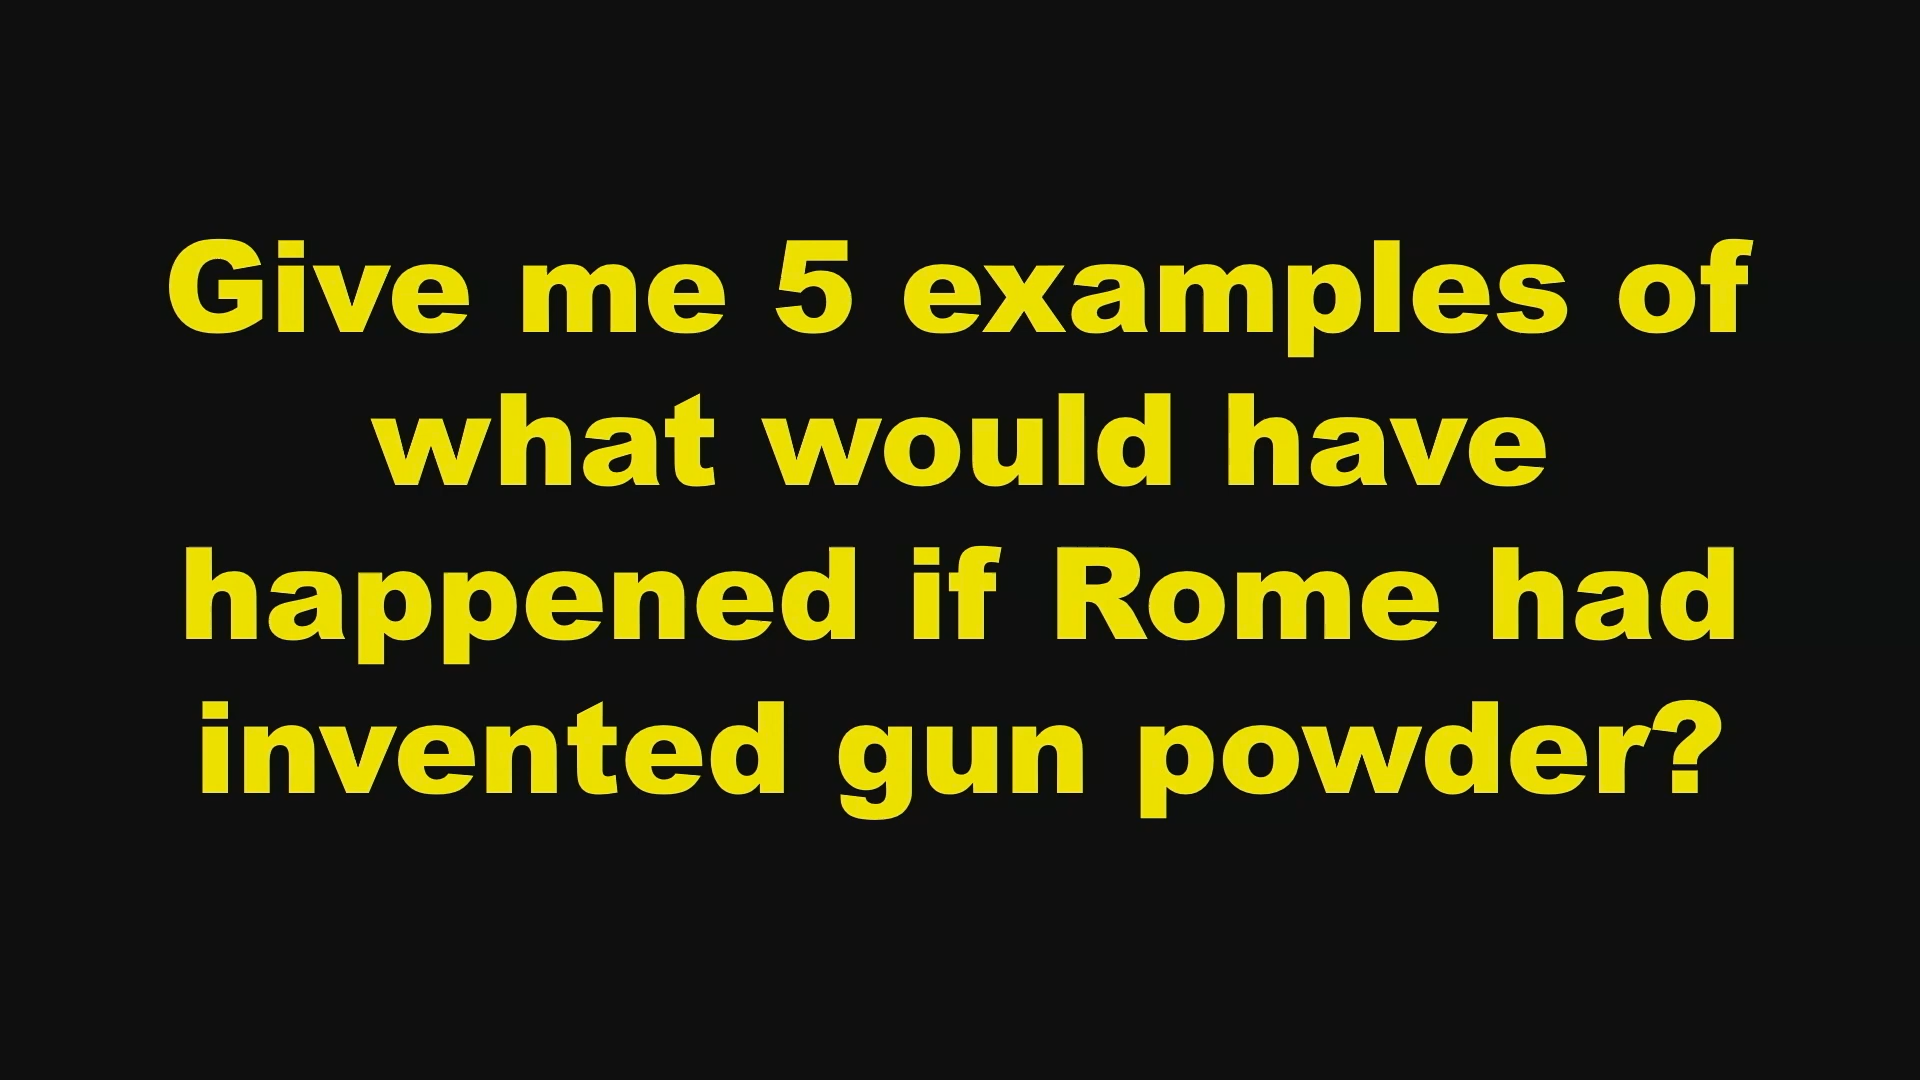 Give me 5 examples of
what would have
happened if Rome had
invented gun powder?